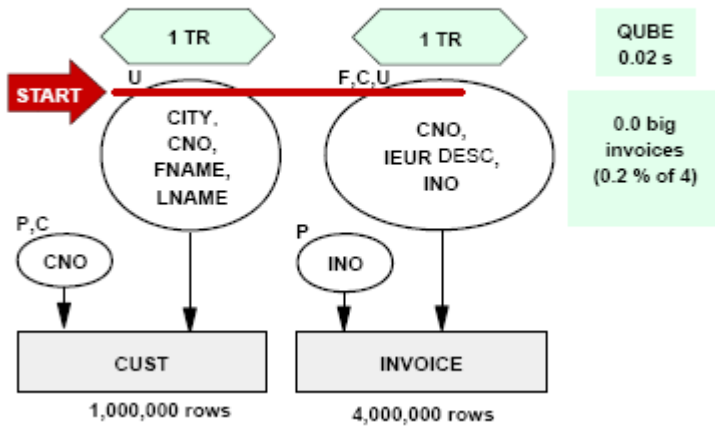 1 TR
1 TR
QUBE
0.02 s
U
F,C,U
START
CITY,
CNO,
FNAME,
LNAME
CNO,
IEUR DESC,
INO
0.0 big
invoices
(0.2 % of 4)
P,C
CNO
P
INO
CUST
INVOICE
1,000,000 rows
4,000,000 rows